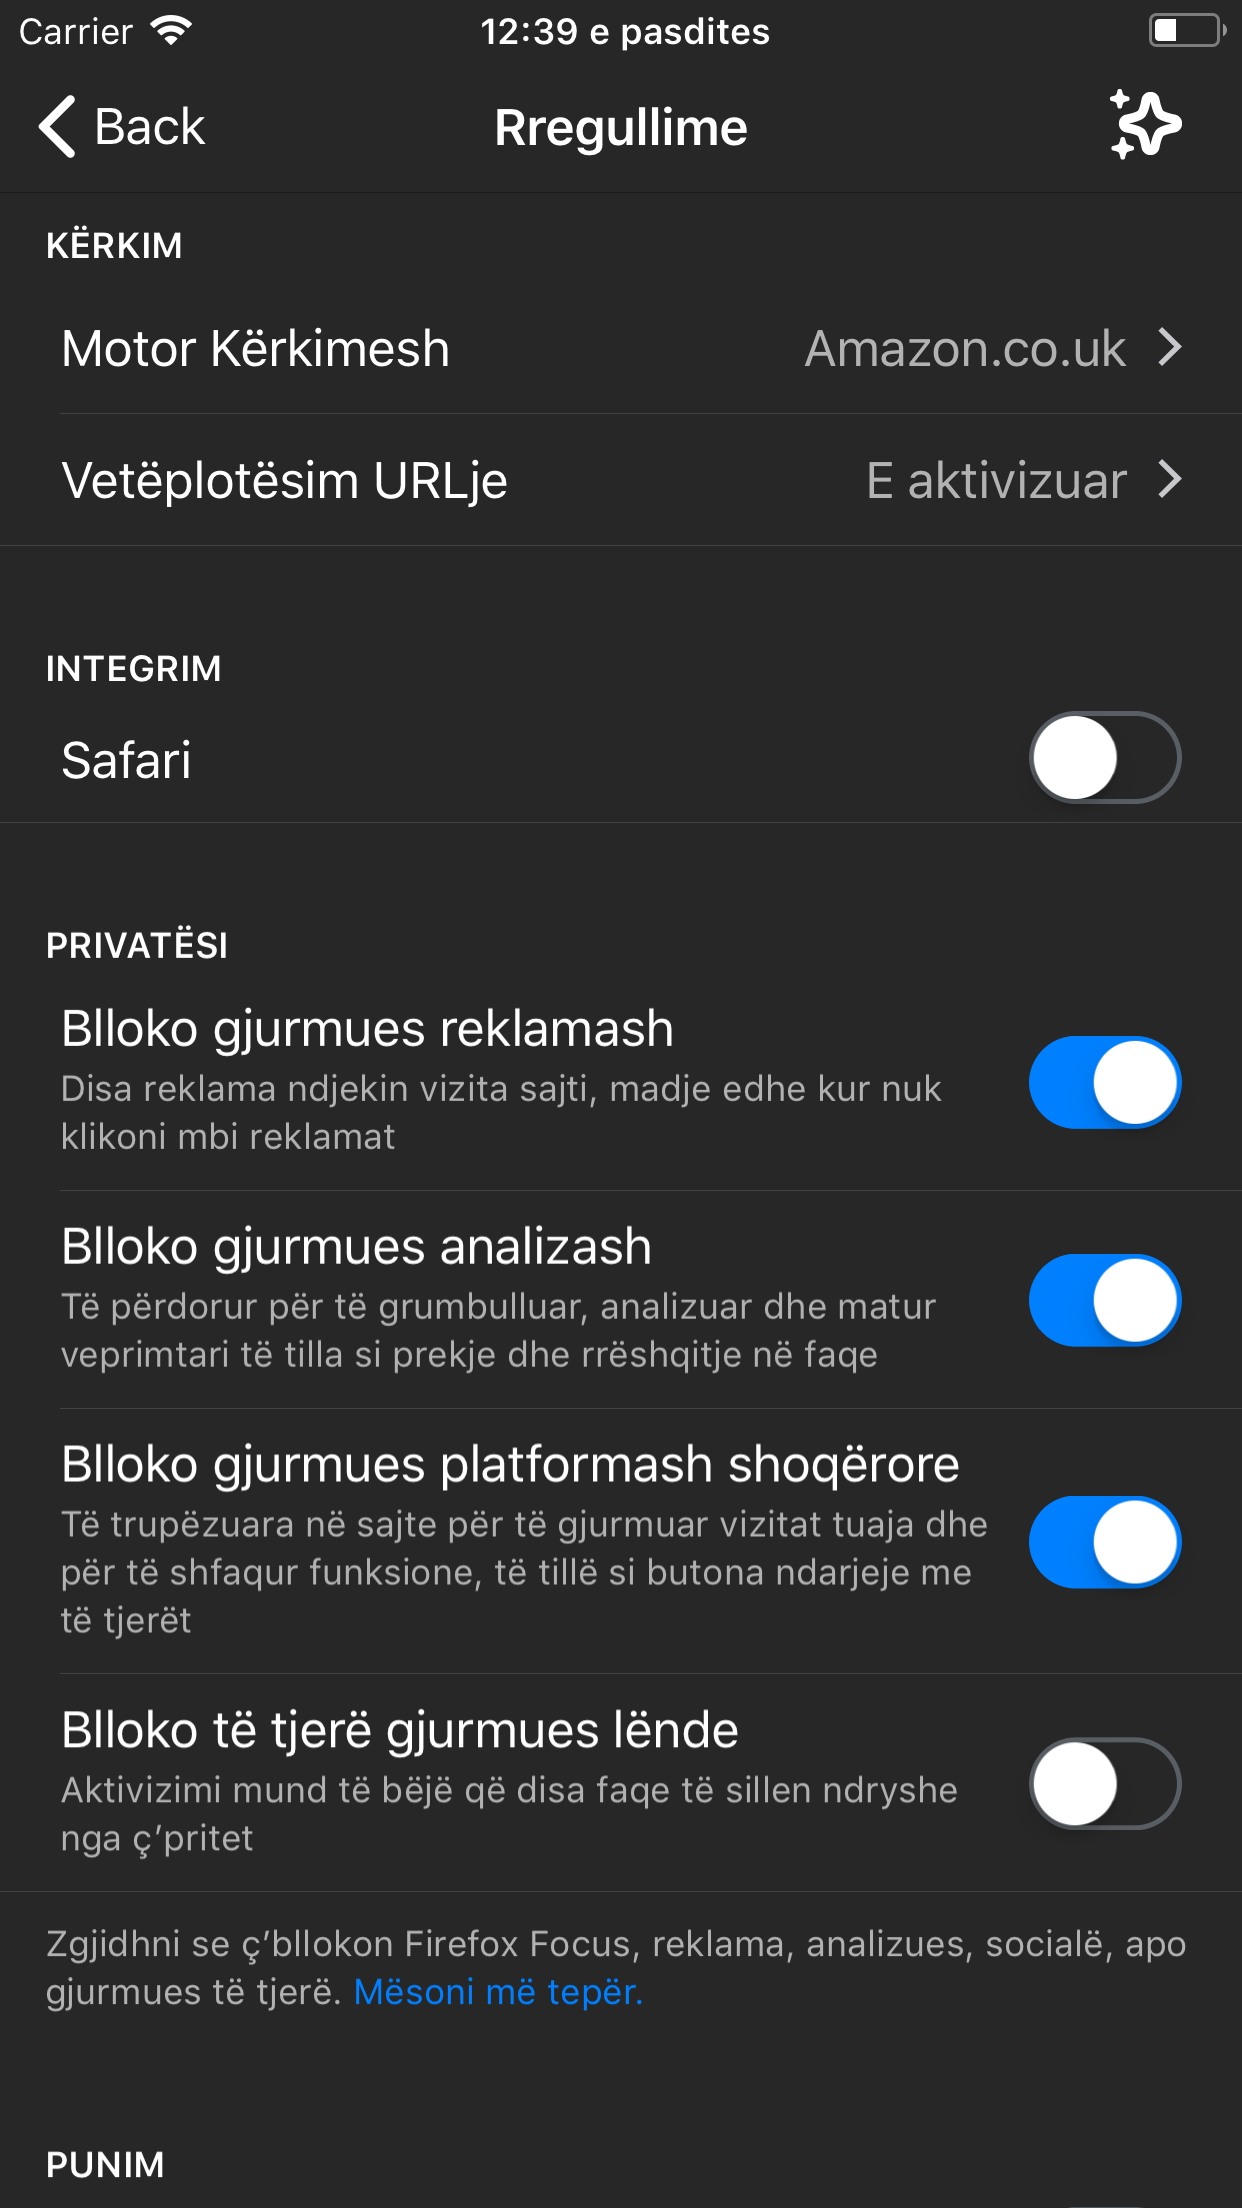 Carrier 12:39 e pasdites
Back Rregullime
KËRKIM
Motor Kërkimesh Amazon.co.uk
Vetëplotësim URLje E aktivizuar
INTEGRIM
Safari
PRIVATËSI
Blloko gjurmues reklamash
Disa reklama ndjekin vizita sajti, madje edhe kur nuk
klikoni mbi reklamat
Blloko gjurmues analizash
Të përdorur për të grumbulluar, analizuar dhe matur
veprimtari të tilla si prekje dhe rrëshqitje në faqe
Blloko gjurmues platformash shoqërore
Të trupëzuara në sajte për të gjurmuar vizitat tuaja dhe
për të shfaqur funksione, të tillë si butona ndarjeje me
të tjerët
Blloko të tjerë gjurmues lënde
Aktivizimi mund të bëjë që disa faqe të sillen ndryshe
nga ç’pritet
Zgjidhni se ç’bllokon Firefox Focus, reklama, analizues, socialë, apo
gjurmues të tjerë. Mësoni më tepër.
PUNIM